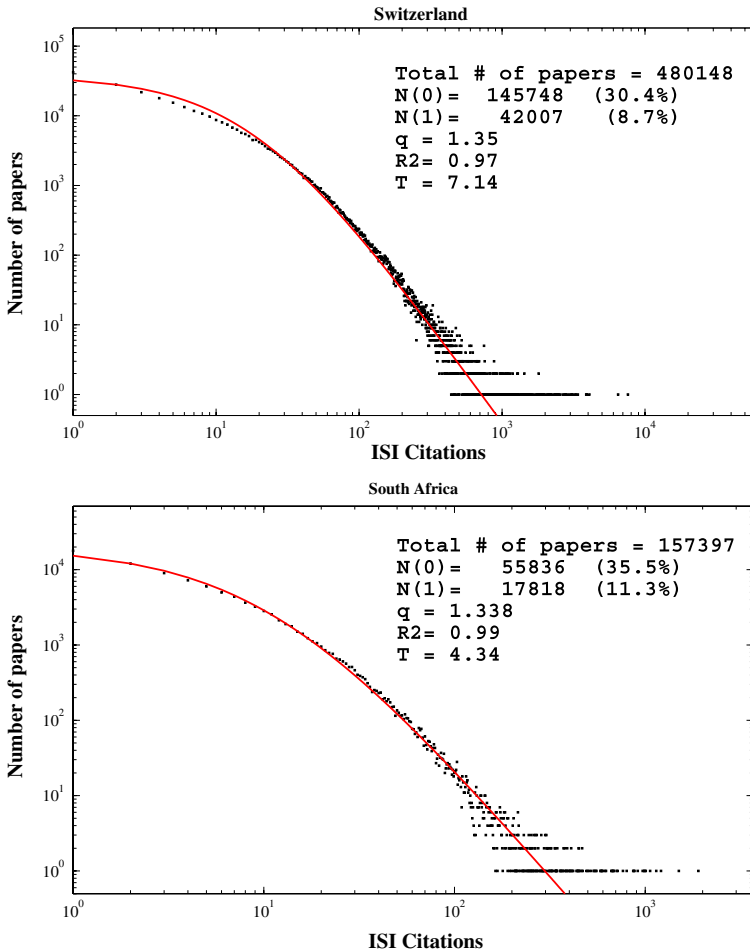 Switzerland
Total # of papers = 480148
N(0)= 145748 (30.4%)
N(1)= 42007 (8.7%)
q = 1.35
R2= 0.97
T = 7.14
Number of papers
10^5
10^4
10^3
10^2
10^1
10^0
10^0 10^1 10^2 10^3 10^4
ISI Citations
South Africa
Total # of papers = 157397
N(0)= 55836 (35.5%)
N(1)= 17818 (11.3%)
q = 1.338
R2= 0.99
T = 4.34
Number of papers
10^4
10^3
10^2
10^1
10^0
10^0 10^1 10^2 10^3
ISI Citations